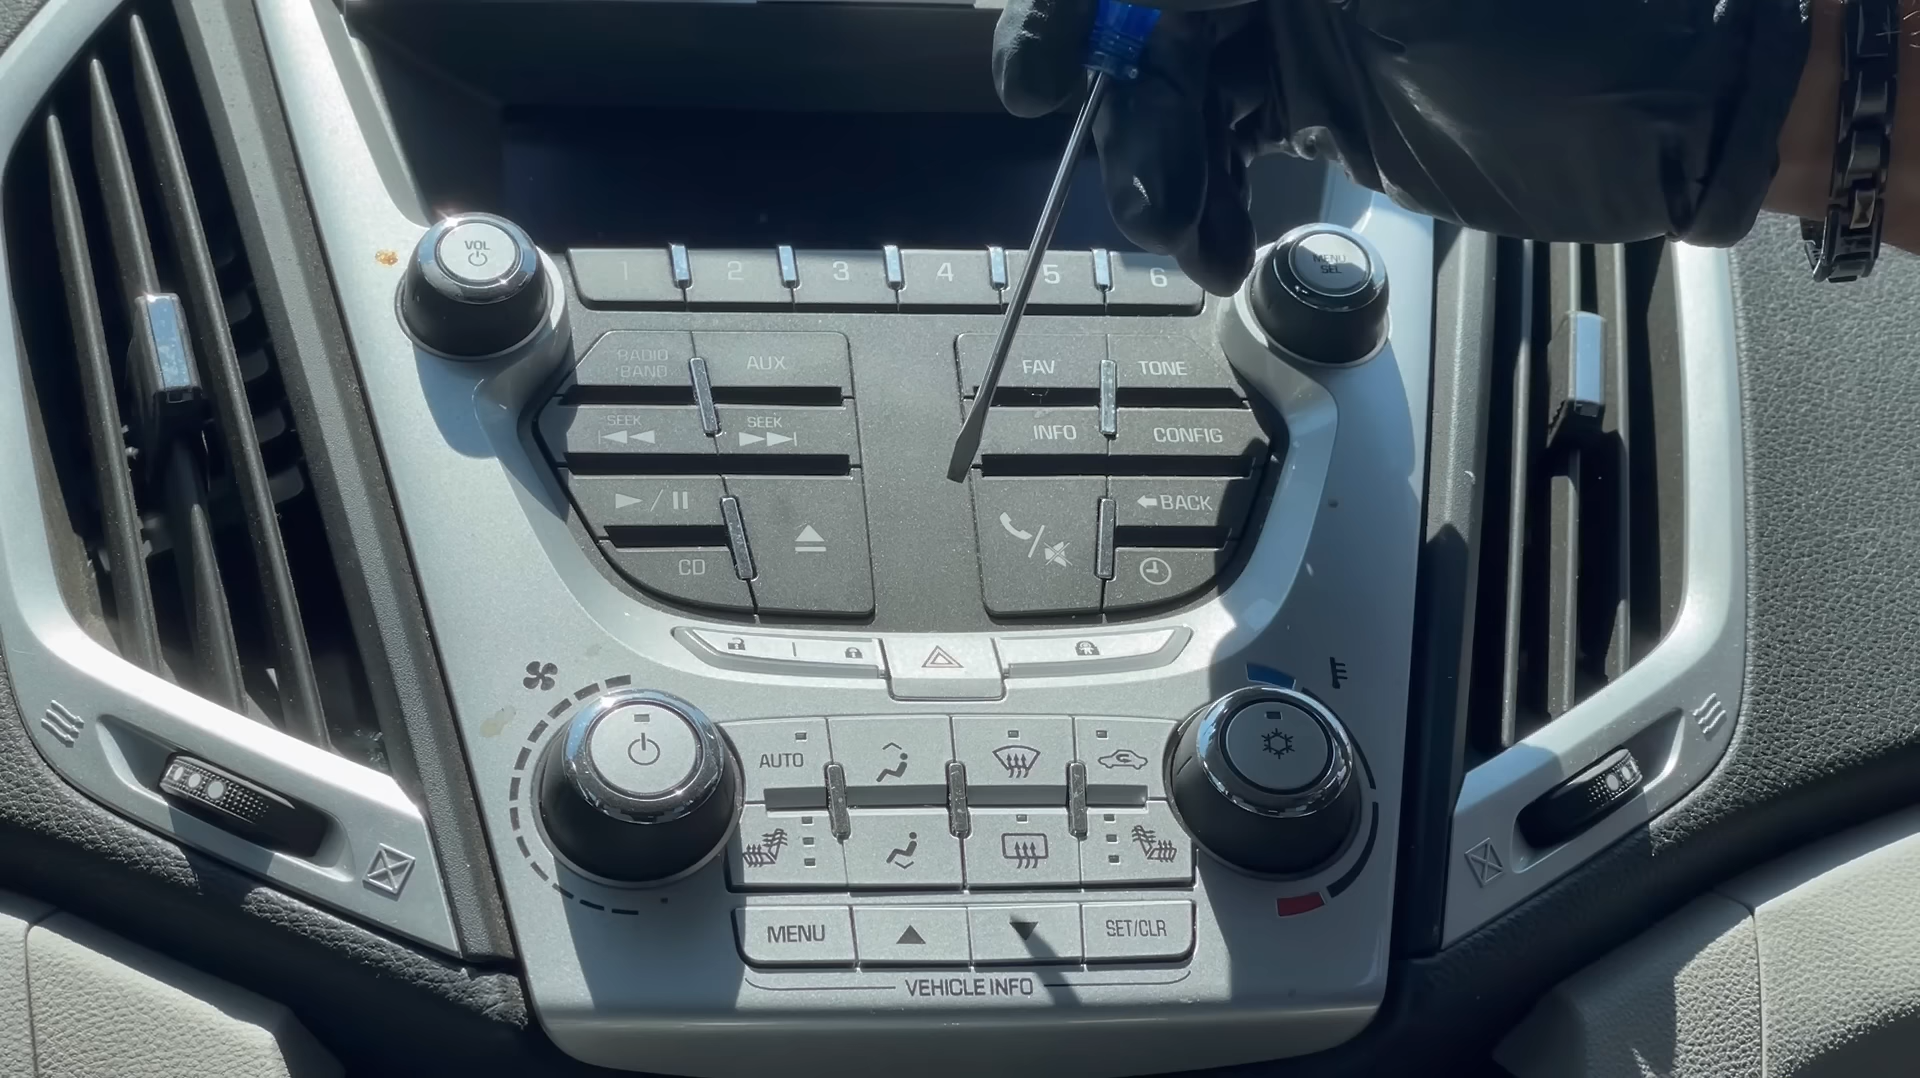 VOL
MENU
SEL
1 2 3 4 5 6
RADIO
BAND
AUX
FAV
TONE
SEEK
SEEK
INFO
CONFIG
BACK
CD
AUTO
MENU
SET/CLR
VEHICLE INFO